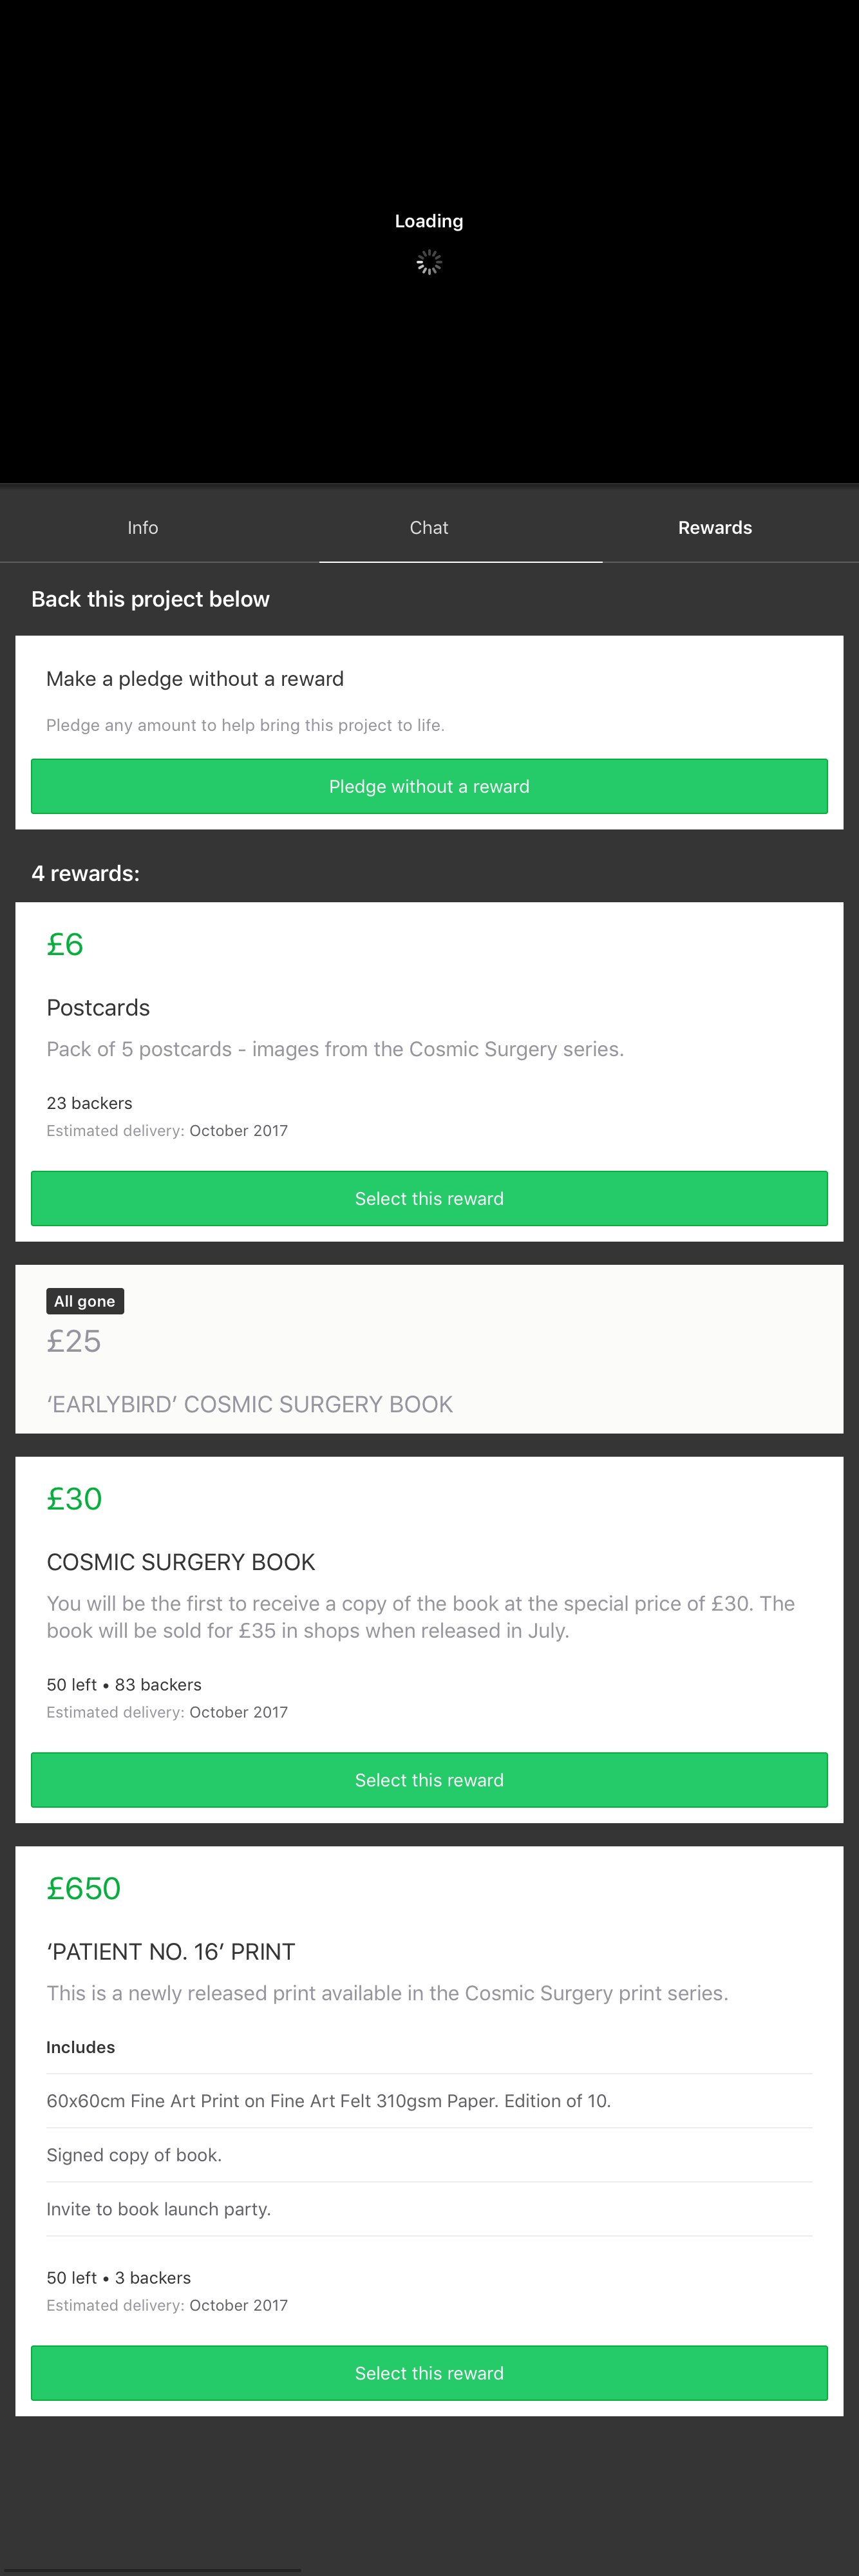 Loading
Info
Chat
Rewards
Back this project below
Make a pledge without a reward
Pledge any amount to help bring this project to life.
Pledge without a reward
4 rewards:
£6
Postcards
Pack of 5 postcards - images from the Cosmic Surgery series.
23 backers
Estimated delivery: October 2017
Select this reward
All gone
£25
‘EARLYBIRD’ COSMIC SURGERY BOOK
£30
COSMIC SURGERY BOOK
You will be the first to receive a copy of the book at the special price of £30. The
book will be sold for £35 in shops when released in July.
50 left • 83 backers
Estimated delivery: October 2017
Select this reward
£650
‘PATIENT NO. 16’ PRINT
This is a newly released print available in the Cosmic Surgery print series.
Includes
60x60cm Fine Art Print on Fine Art Felt 310gsm Paper. Edition of 10.
Signed copy of book.
Invite to book launch party.
50 left • 3 backers
Estimated delivery: October 2017
Select this reward